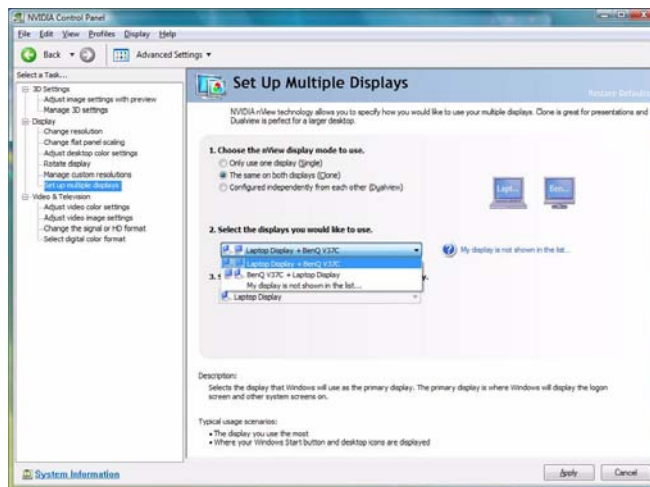 NVIDIA Control Panel
File Edit View Profiles Display Help
Back Advanced Settings
Select a Task...
3D Settings
Adjust image settings with preview
Manage 3D settings
Display
Change resolution
Change flat panel scaling
Adjust desktop color settings
Rotate display
Manage custom resolutions
Set up multiple displays
Video & Television
Adjust video color settings
Adjust video image settings
Change the signal or HD format
Select digital color format
System Information
Set Up Multiple Displays
Restore Defaults
NVIDIA nView technology allows you to specify how you would like to use your multiple displays. Clone is great for presentations and
Dualview is perfect for a larger desktop.
1. Choose the nView display mode to use.
Only use one display (Single)
The same on both displays (Clone)
Configured independently from each other (Dualview)
Lapt... Ben...
2. Select the displays you would like to use.
Laptop Display + BenQ V37C
My display is not shown in the list...
Laptop Display + BenQ V37C
BenQ V37C + Laptop Display
My display is not shown in the list...
3.
Laptop Display
Description:
Selects the display that Windows will use as the primary display. The primary display is where Windows will display the logon
screen and other system screens on.
Typical usage scenarios:
• The display you use the most
• Where your Windows Start button and desktop icons are displayed
Apply Cancel